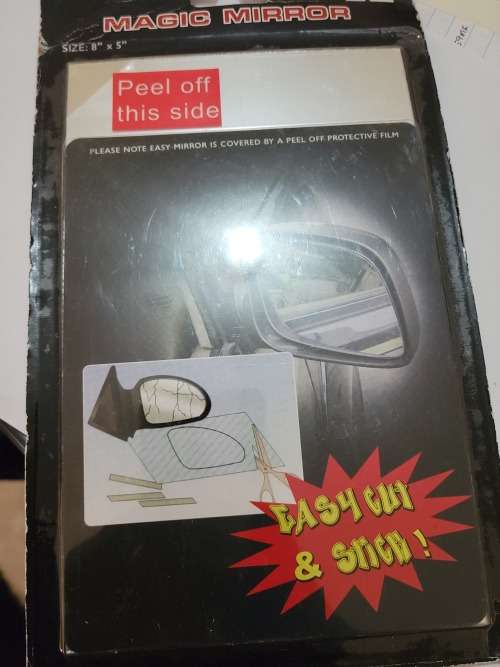 MAGIC MIRROR
SIZE: 8" x 5"
Peel off
this side
PLEASE NOTE EASY-MIRROR IS COVERED BY A PEEL OFF PROTECTIVE FILM
EASY CUT
& STICK !